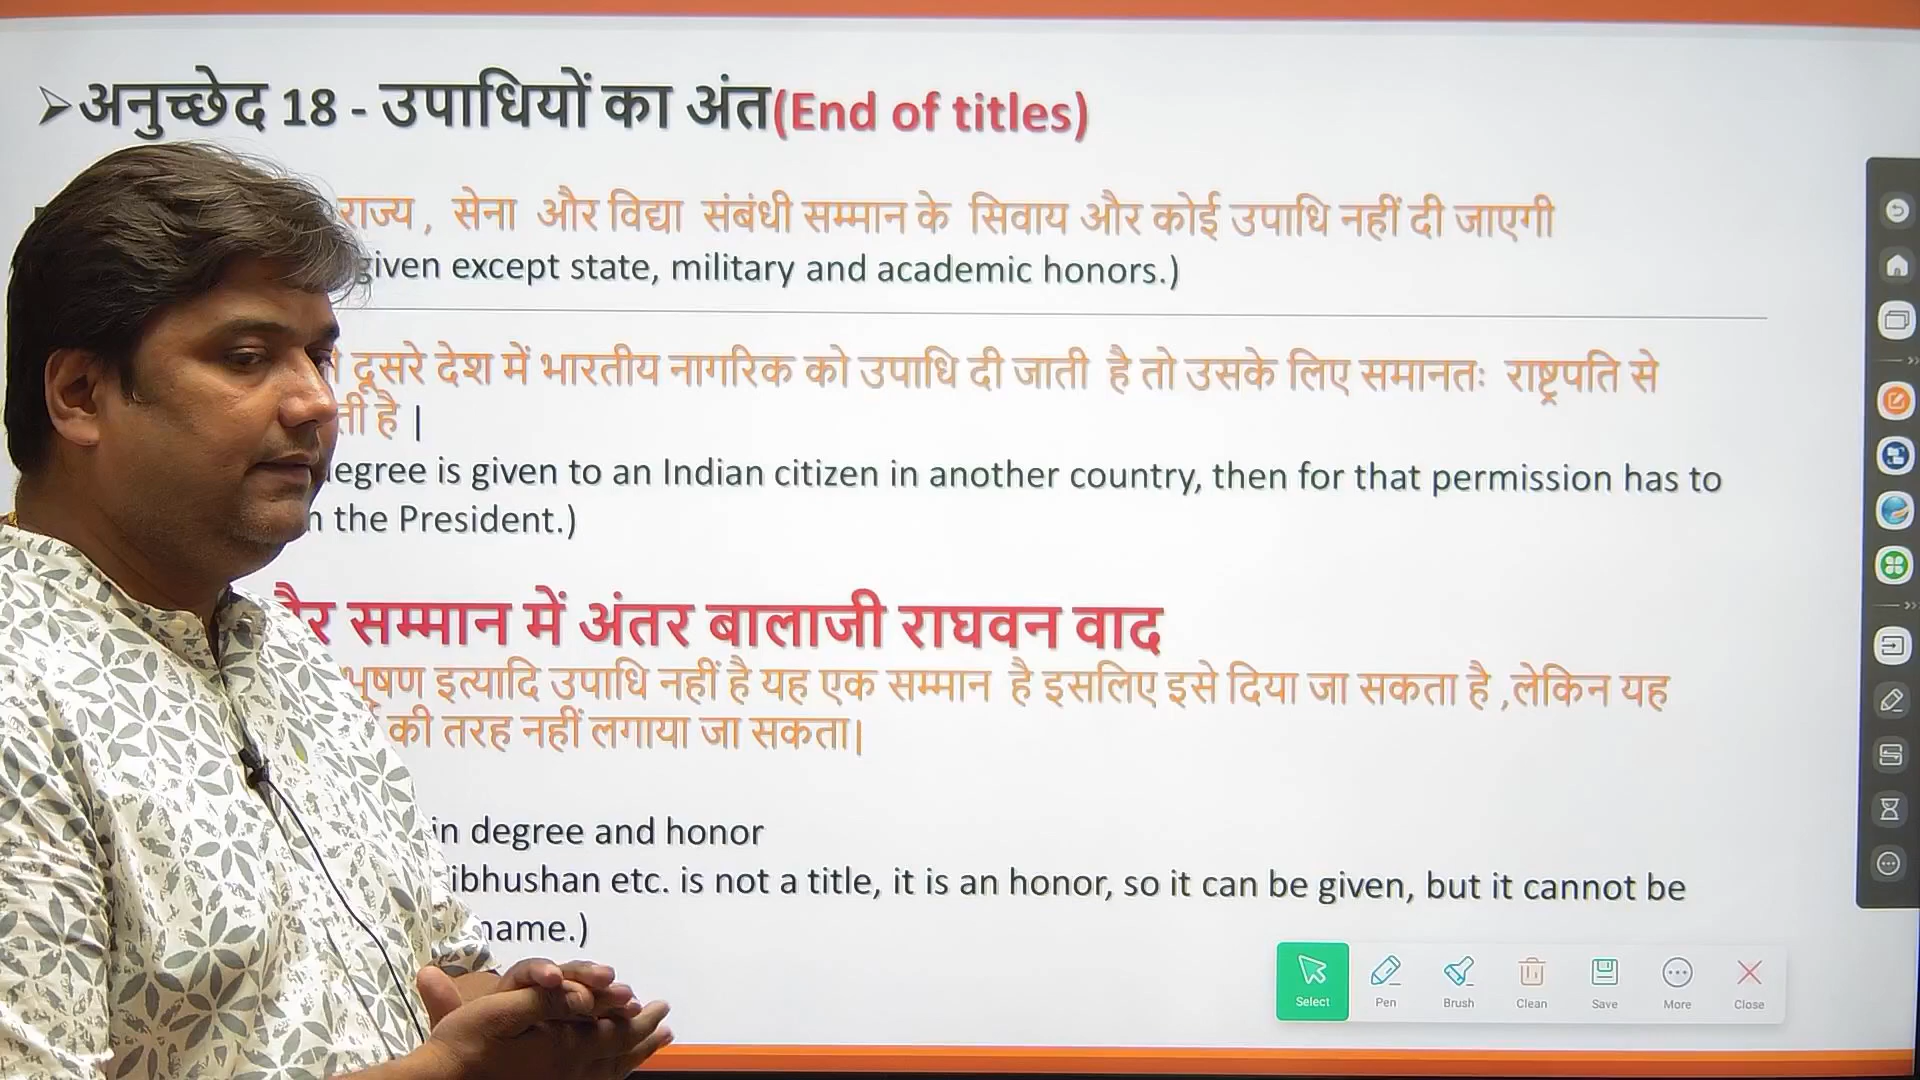 ➢अनुच्छेद 18 - उपाधियों का अंत(End of titles)
राज्य , सेना और विद्या संबंधी सम्मान के सिवाय और कोई उपाधि नहीं दी जाएगी
given except state, military and academic honors.)
दूसरे देश में भारतीय नागरिक को उपाधि दी जाती है तो उसके लिए समानतः राष्ट्रपति से
है |
is given to an Indian citizen in another country, then for that permission has to
the President.)
सम्मान में अंतर बालाजी राघवन वाद
भूषण इत्यादि उपाधि नहीं है यह एक सम्मान है इसलिए इसे दिया जा सकता है ,लेकिन यह
की तरह नहीं लगाया जा सकता|
in degree and honor
etc. is not a title, it is an honor, so it can be given, but it cannot be
name.)
Select Pen Brush Clean Save More Close